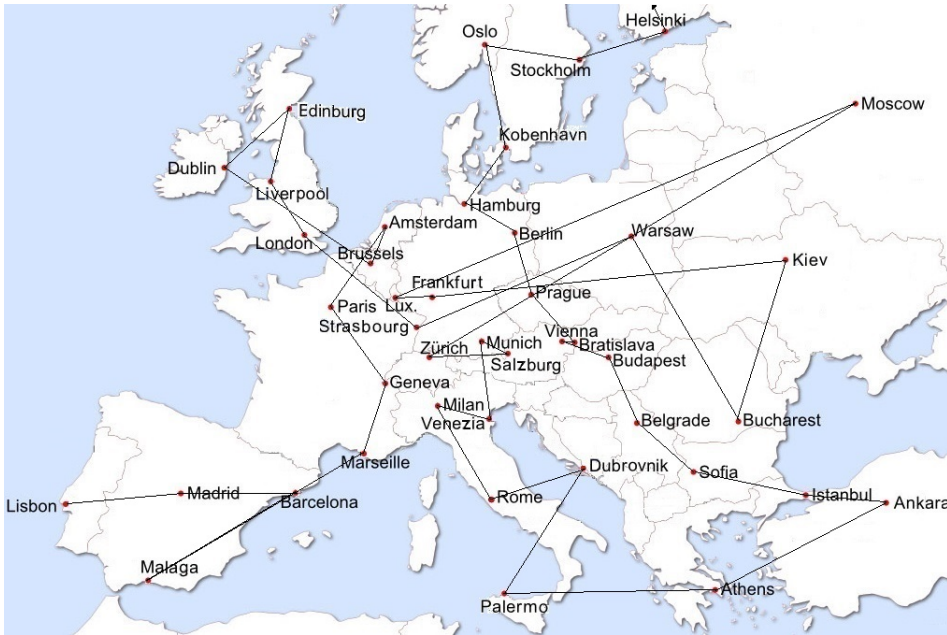 Helsinki
Oslo
Stockholm
Moscow
Edinburg
Kobenhavn
Dublin
Liverpool
Hamburg
Amsterdam
London
Berlin
Warsaw
Brussels
Kiev
Frankfurt
Prague
Paris
Lux.
Strasbourg
Vienna
Munich
Bratislava
Zürich
Salzburg
Budapest
Geneva
Milan
Venezia
Belgrade
Bucharest
Marseille
Dubrovnik
Sofia
Madrid
Barcelona
Rome
Istanbul
Lisbon
Ankara
Malaga
Athens
Palermo